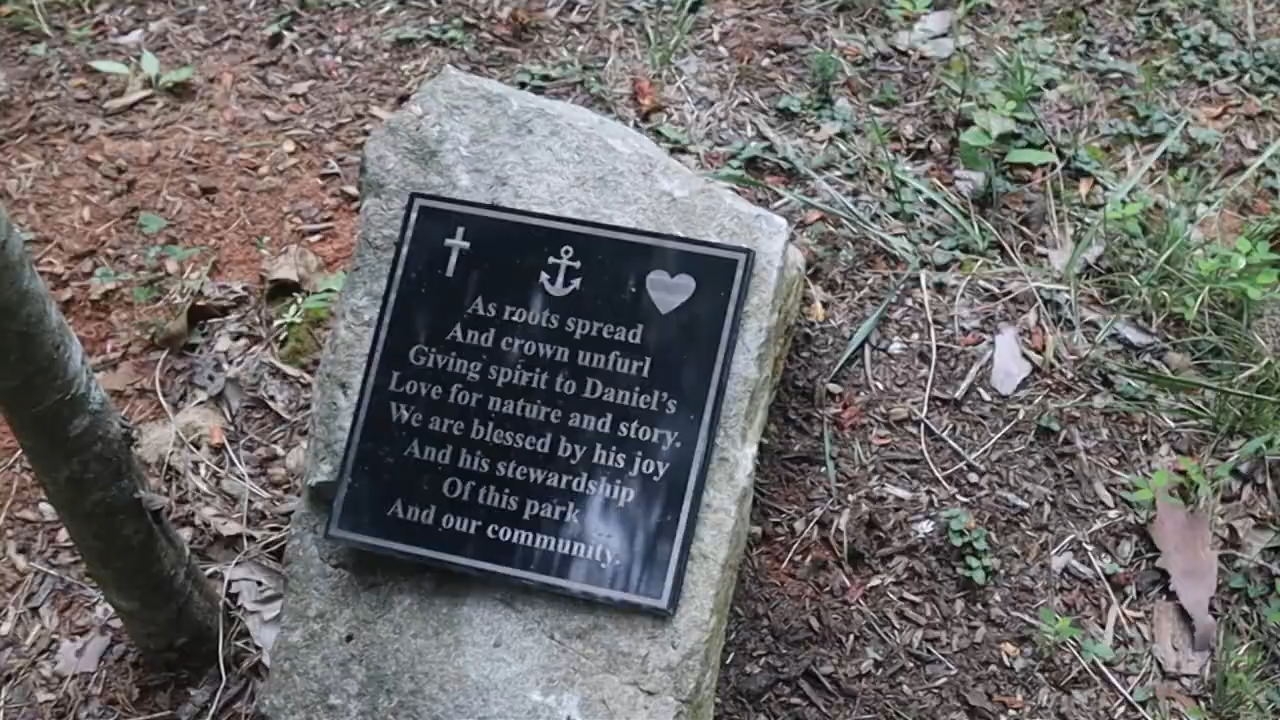 As roots spread
And crown unfurl
Giving spirit to Daniel's
Love for nature and story.
We are blessed by his joy
And his stewardship
Of this park
And our community.